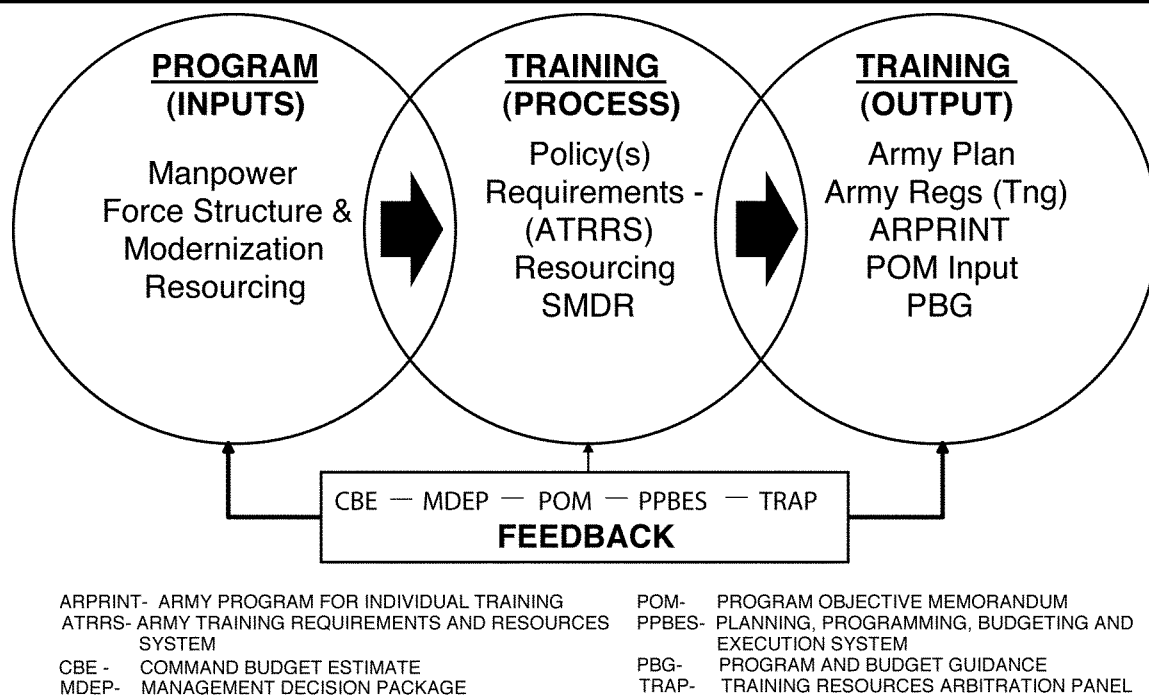 PROGRAM
(INPUTS)
Manpower
Force Structure &
Modernization
Resourcing
TRAINING
(PROCESS)
Policy(s)
Requirements -
(ATRRS)
Resourcing
SMDR
TRAINING
(OUTPUT)
Army Plan
Army Regs (Tng)
ARPRINT
POM Input
PBG
CBE — MDEP — POM — PPBES — TRAP
FEEDBACK
ARPRINT- ARMY PROGRAM FOR INDIVIDUAL TRAINING
ATRRS- ARMY TRAINING REQUIREMENTS AND RESOURCES
SYSTEM
CBE - COMMAND BUDGET ESTIMATE
MDEP- MANAGEMENT DECISION PACKAGE
POM- PROGRAM OBJECTIVE MEMORANDUM
PPBES- PLANNING, PROGRAMMING, BUDGETING AND
EXECUTION SYSTEM
PBG- PROGRAM AND BUDGET GUIDANCE
TRAP- TRAINING RESOURCES ARBITRATION PANEL